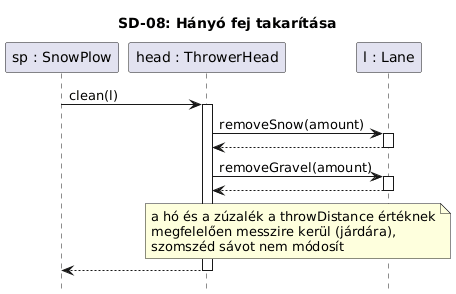 SD-08: Hányó fej takarítása
sp : SnowPlow
head : ThrowerHead
l : Lane
clean(l)
removeSnow(amount)
removeGravel(amount)
a hó és a zúzalék a throwDistance értéknek
megfelelően messzire kerül (járdára),
szomszéd sávot nem módosít